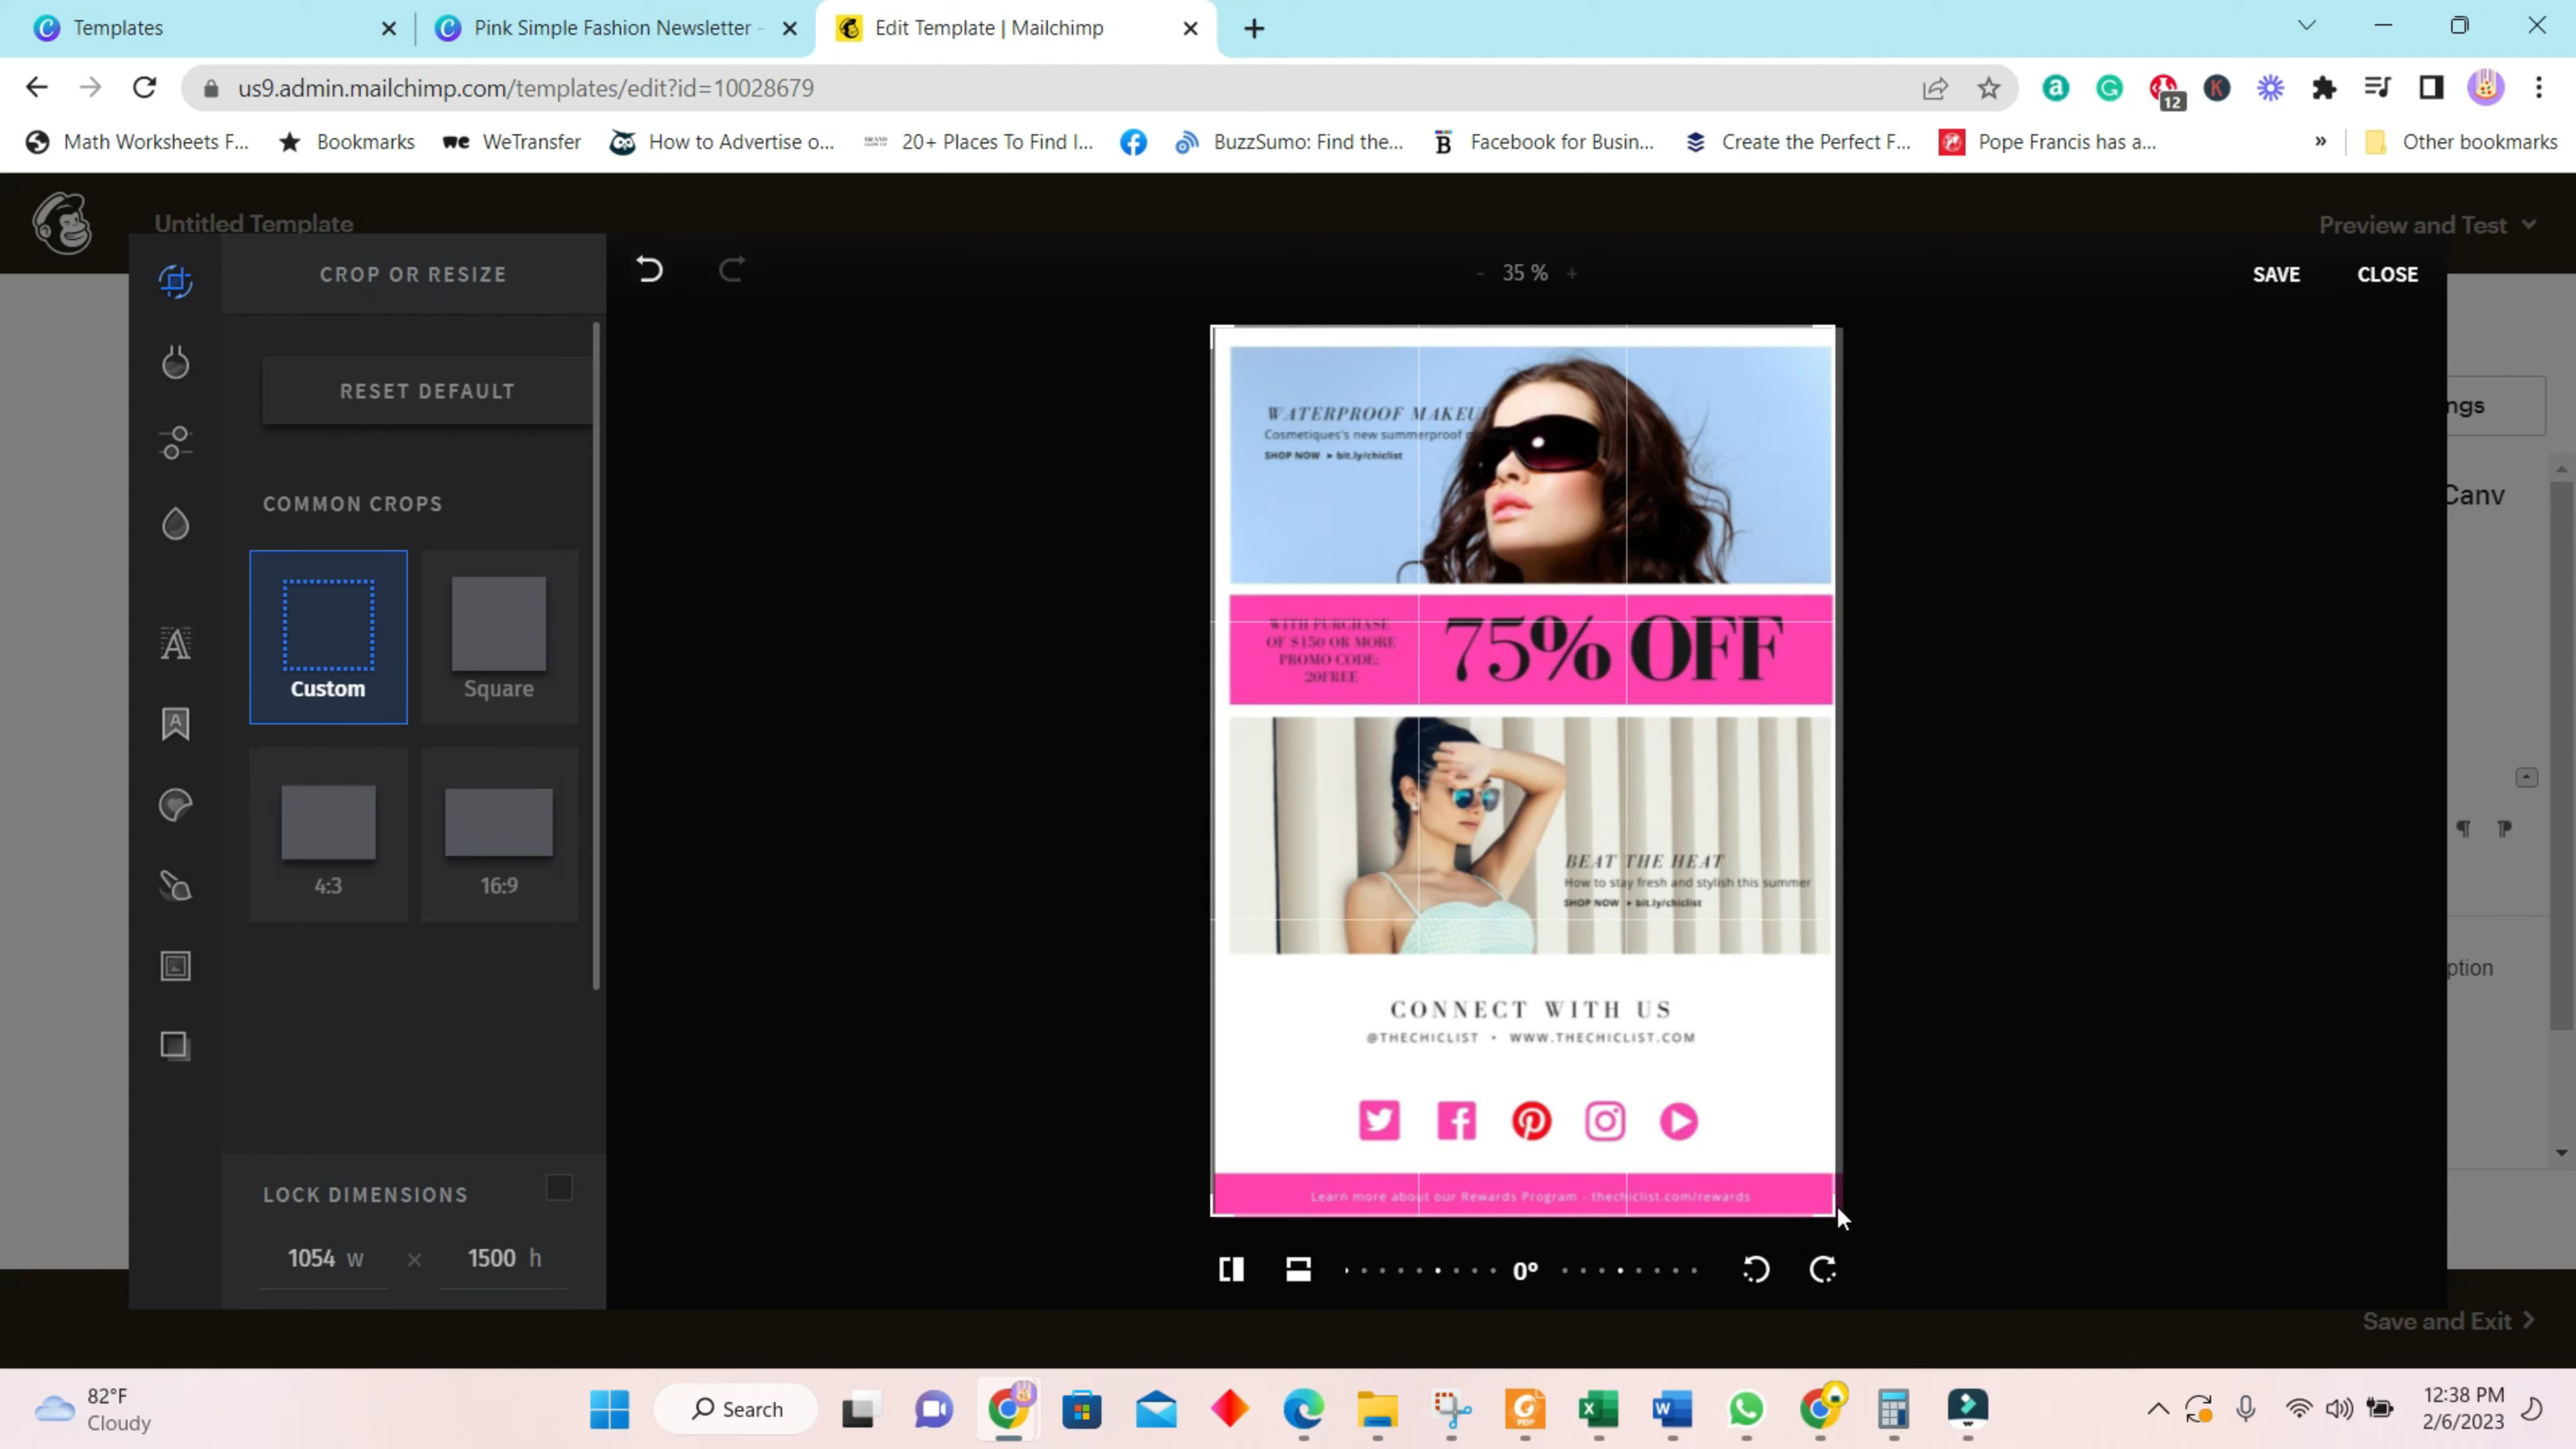 Templates
Pink Simple Fashion Newsletter -
Edit Template | Mailchimp
us9.admin.mailchimp.com/templates/edit?id=10028679
12
Math Worksheets F...
Bookmarks
WeTransfer
How to Advertise o...
20+ Places To Find I...
BuzzSumo: Find the...
Facebook for Busin...
Create the Perfect F...
Pope Francis has a...
»
Other bookmarks
Untitled Template
Preview and Test
CROP OR RESIZE
- 35 % +
SAVE
CLOSE
RESET DEFAULT
COMMON CROPS
Custom
Square
4:3
16:9
LOCK DIMENSIONS
1054 w × 1500 h
WATERPROOF MAKEU
Cosmetiques's new summerproof
SHOP NOW ➤ bit.ly/chiclist
WITH PURCHASE
OF $150 OR MORE
PROMO CODE:
20FREE
75% OFF
BEAT THE HEAT
How to stay fresh and stylish this summer
SHOP NOW ➤ bit.ly/chiclist
CONNECT WITH US
@THECHICLIST • WWW.THECHICLIST.COM
Learn more about our Rewards Program - thechiclist.com/rewards
0°
ngs
Canv
ption
Save and Exit
82°F
Cloudy
Search
12:38 PM
2/6/2023